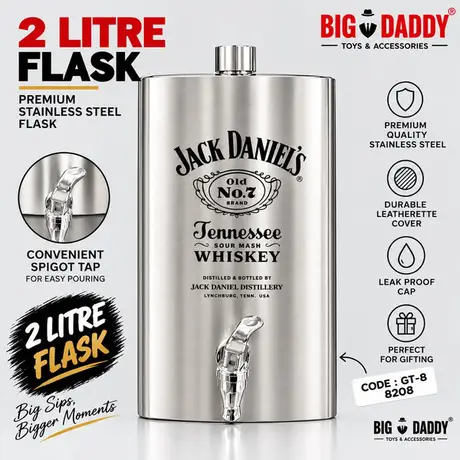 2 LITRE
FLASK
PREMIUM
STAINLESS STEEL
FLASK
CONVENIENT
SPIGOT TAP
FOR EASY POURING
2 LITRE
FLASK
Big Sips,
Bigger Moments
JACK DANIEL'S
Old
No.7
BRAND
Tennessee
SOUR MASH
WHISKEY
DISTILLED & BOTTLED BY
JACK DANIEL DISTILLERY
LYNCHBURG, TENN. USA
BIG DADDY®
TOYS & ACCESSORIES
PREMIUM
QUALITY
STAINLESS STEEL
DURABLE
LEATHERETTE
COVER
LEAK PROOF
CAP
PERFECT
FOR GIFTING
CODE : GT-8
8208
BIG DADDY®
TOYS & ACCESSORIES